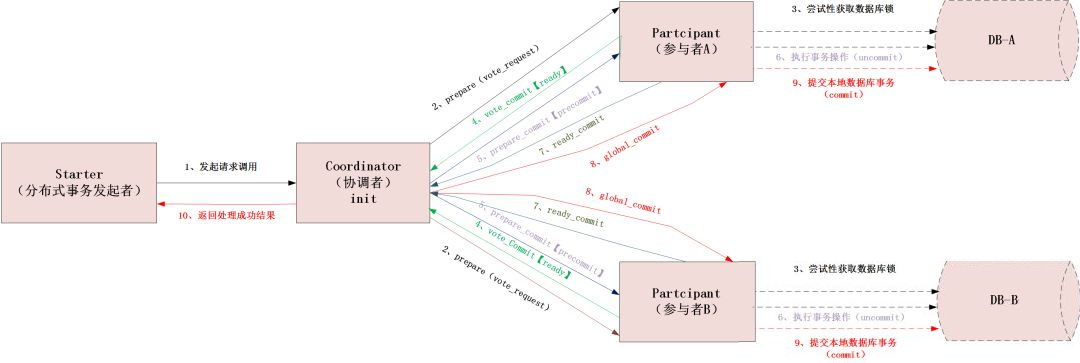 Starter
（分布式事务发起者）
1、发起请求调用
10、返回处理成功结果
Coordinator
（协调者）
init
2、prepare（vote_request）
4、vote_commit【ready】
5、prepare_commit【precommit】
7、ready_commit
8、global_commit
8、global_commit
7、ready_commit
5、prepare_commit【precommit】
4、vote_Commit【ready】
2、prepare（vote_request）
Partcipant
（参与者A）
3、尝试性获取数据库锁
6、执行事务操作（uncommit）
9、提交本地数据库事务
（commit）
DB-A
Partcipant
（参与者B）
3、尝试性获取数据库锁
6、执行事务操作（uncommit）
9、提交本地数据库事务
（commit）
DB-B